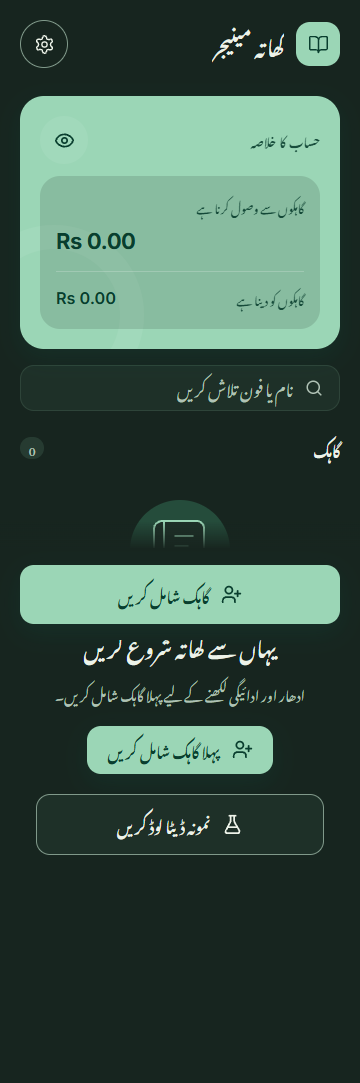 کھاتہ مینیجر
حساب کا خلاصہ
گاہکوں سے وصول کرنا ہے
Rs 0.00
گاہکوں کو دینا ہے
Rs 0.00
نام یا فون تلاش کریں
گاہک
0
گاہک شامل کریں
یہاں سے کھاتہ شروع کریں
ادھار اور ادائیگی لکھنے کے لیے پہلا گاہک شامل کریں۔
پہلا گاہک شامل کریں
نمونہ ڈیٹا لوڈ کریں